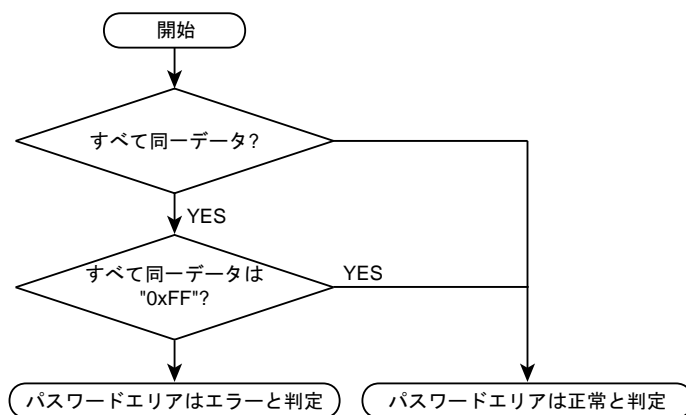 開始
すべて同一データ?
YES
すべて同一データは
"0xFF"?
YES
パスワードエリアはエラーと判定
パスワードエリアは正常と判定